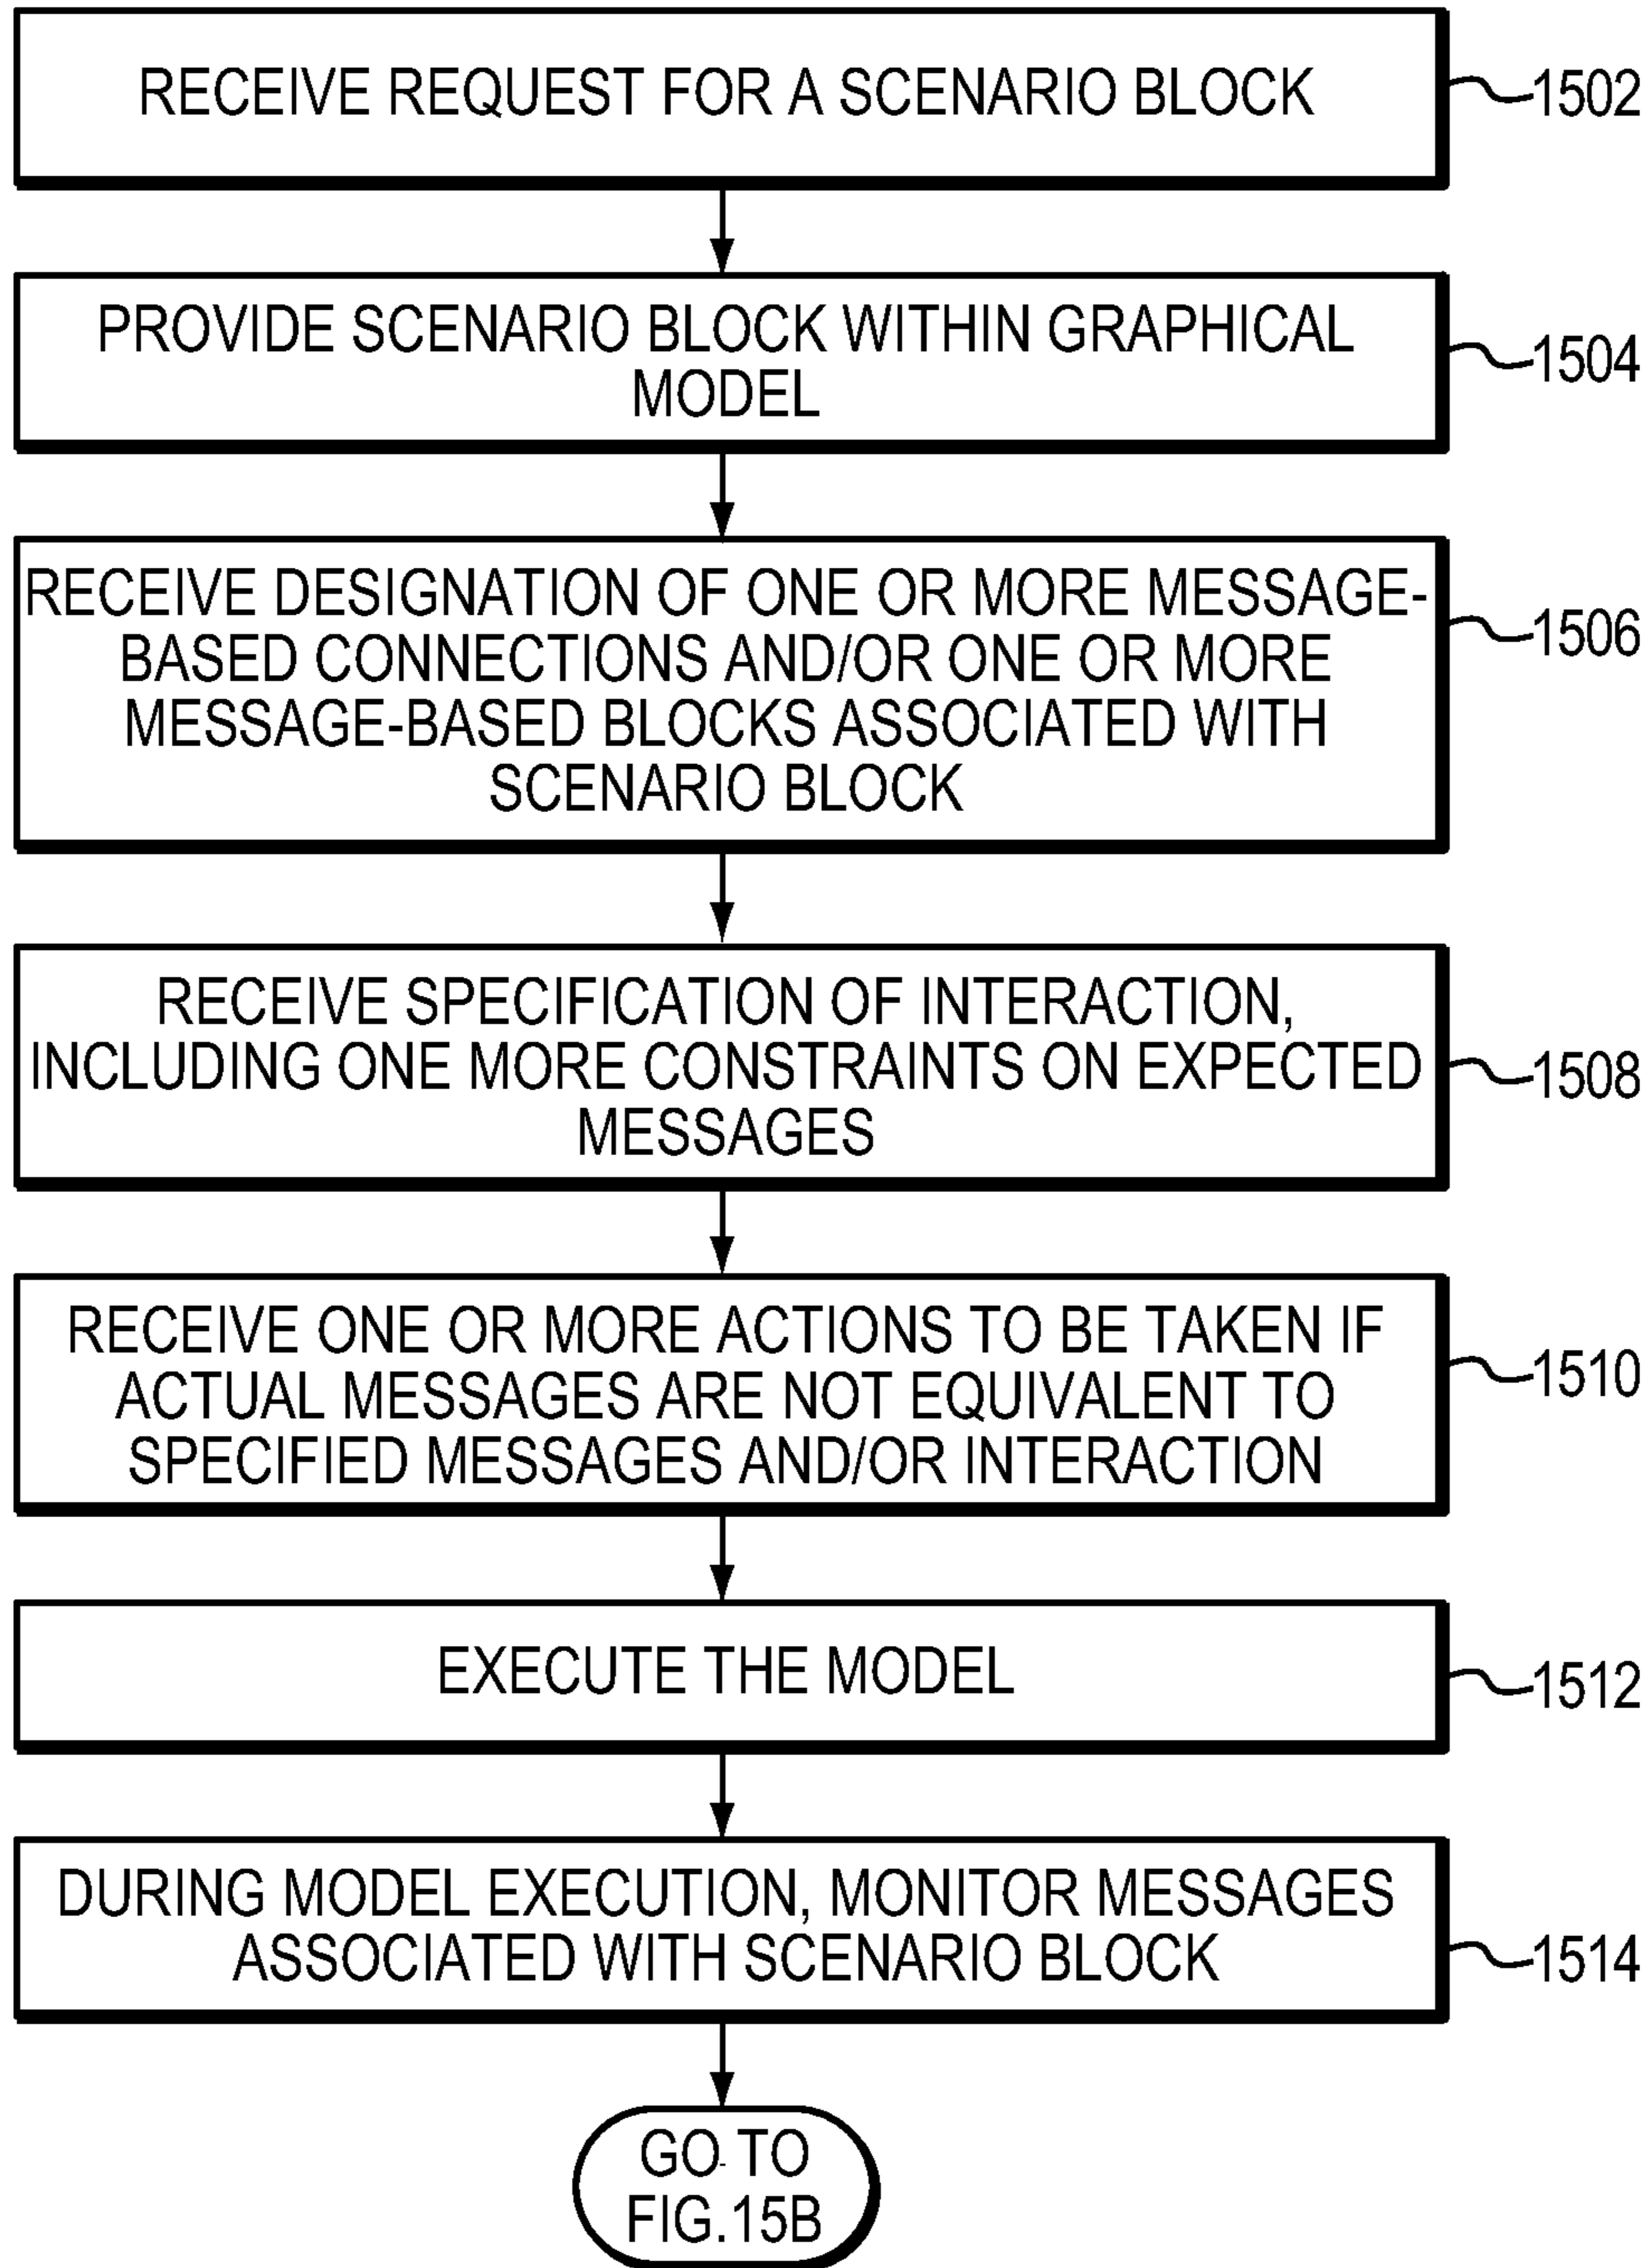 RECEIVE REQUEST FOR A SCENARIO BLOCK
1502
PROVIDE SCENARIO BLOCK WITHIN GRAPHICAL
MODEL
1504
RECEIVE DESIGNATION OF ONE OR MORE MESSAGE-
BASED CONNECTIONS AND/OR ONE OR MORE
MESSAGE-BASED BLOCKS ASSOCIATED WITH
SCENARIO BLOCK
1506
RECEIVE SPECIFICATION OF INTERACTION,
INCLUDING ONE MORE CONSTRAINTS ON EXPECTED
MESSAGES
1508
RECEIVE ONE OR MORE ACTIONS TO BE TAKEN IF
ACTUAL MESSAGES ARE NOT EQUIVALENT TO
SPECIFIED MESSAGES AND/OR INTERACTION
1510
EXECUTE THE MODEL
1512
DURING MODEL EXECUTION, MONITOR MESSAGES
ASSOCIATED WITH SCENARIO BLOCK
1514
GO TO
FIG.15B